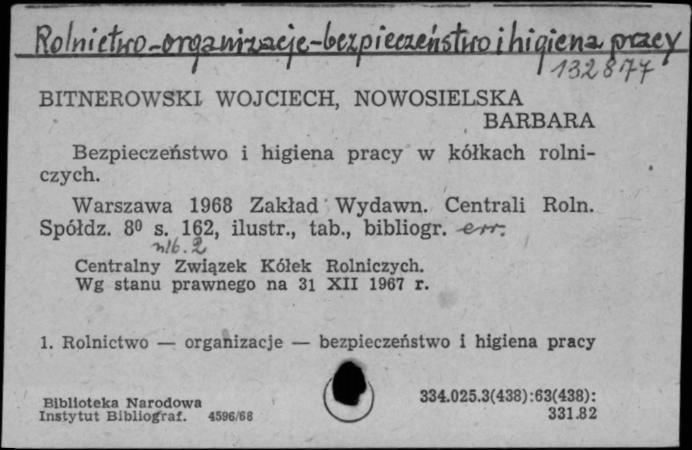 Rolnictwo-organizacje-bezpieczeństwo i higiena pracy
132877
BITNEROWSKI WOJCIECH, NOWOSIELSKA
BARBARA
Bezpieczeństwo i higiena pracy w kółkach rolni-
czych.
Warszawa 1968 Zakład Wydawn. Centrali Roln.
Spółdz. 8⁰ s. 162, ilustr., tab., bibliogr. err.
nlb. 2
Centralny Związek Kółek Rolniczych.
Wg stanu prawnego na 31 XII 1967 r.
1. Rolnictwo — organizacje — bezpieczeństwo i higiena pracy
Biblioteka Narodowa
Instytut Bibliograf. 4596/68
334.025.3(438):63(438):
331.82